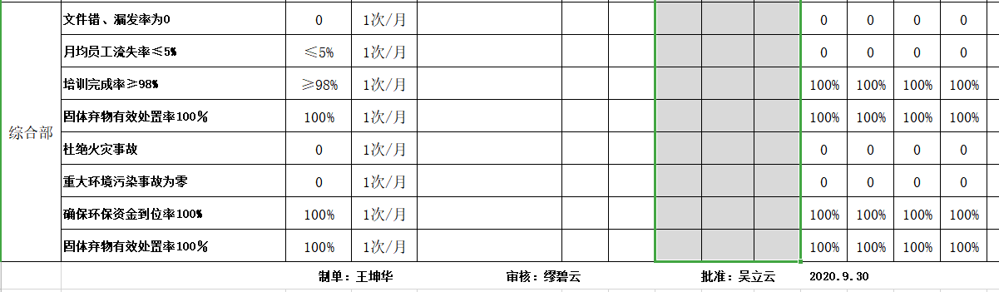 文件错、漏发率为0 0 1次/月 0 0 0 0
月均员工流失率≤5% ≤5% 1次/月 0 0 0 0
培训完成率≥98% ≥98% 1次/月 100% 100% 100% 100%
固体弃物有效处置率100% 100% 1次/月 100% 100% 100% 100%
综合部
杜绝火灾事故 0 1次/月 0 0 0 0
重大环境污染事故为零 0 1次/月 0 0 0 0
确保环保资金到位率100% 100% 1次/月 100% 100% 100% 100%
固体弃物有效处置率100% 100% 1次/月 100% 100% 100% 100%
制单：王坤华 审核：缪碧云 批准：吴立云 2020.9.30